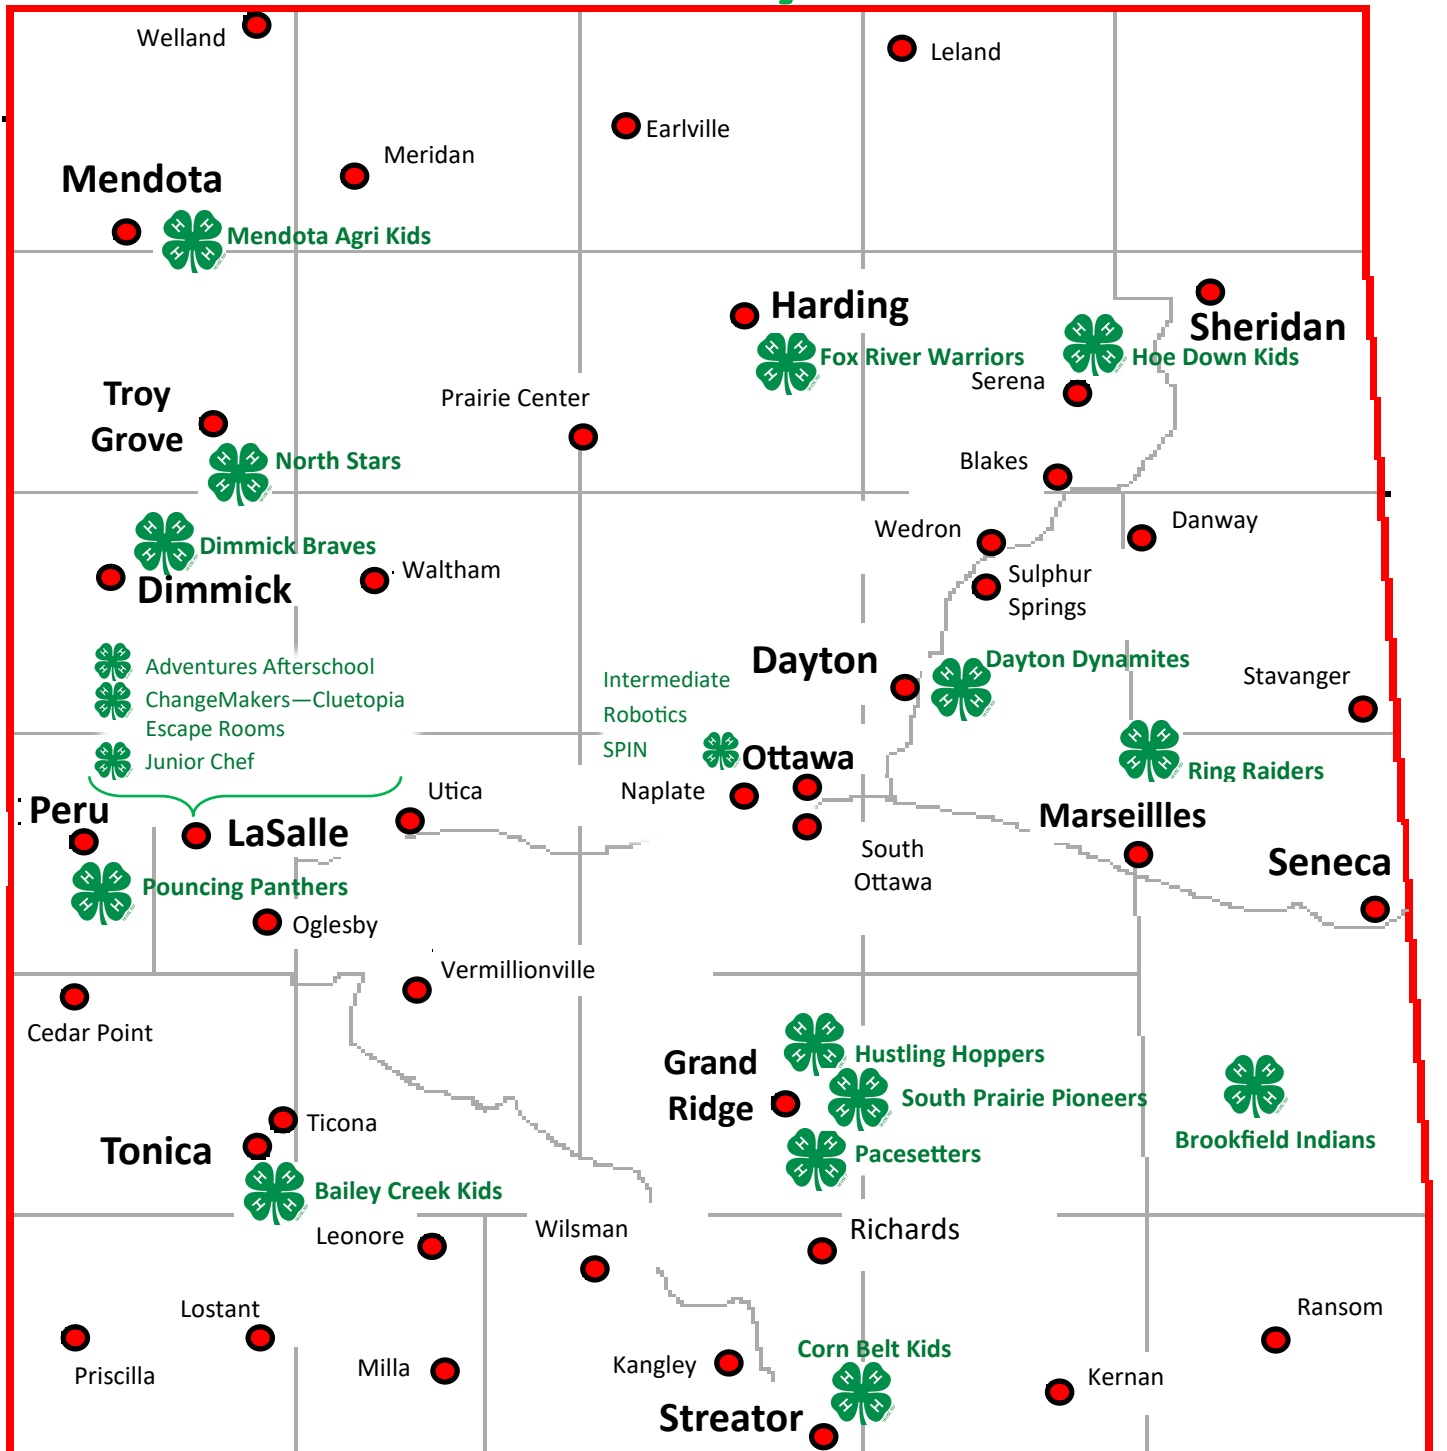 Welland
Leland
Earlville
Meridan
Mendota
Mendota Agri Kids
Harding
Sheridan
Fox River Warriors
Hoe Down Kids
Serena
Troy
Grove
Prairie Center
North Stars
Blakes
Wedron
Danway
Dimmick Braves
Dimmick
Waltham
Sulphur
Springs
Adventures Afterschool
ChangeMakers—Cluetopia
Escape Rooms
Junior Chef
Intermediate
Robotics
SPIN
Dayton
Dayton Dynamites
Stavanger
Ottawa
Ring Raiders
Peru
LaSalle
Utica
Naplate
South
Ottawa
Marseillles
Seneca
Pouncing Panthers
Oglesby
Vermillionville
Cedar Point
Grand
Ridge
Hustling Hoppers
South Prairie Pioneers
Pacesetters
Brookfield Indians
Ticona
Tonica
Bailey Creek Kids
Leonore
Wilsman
Richards
Lostant
Priscilla
Milla
Kangley
Corn Belt Kids
Streator
Kernan
Ransom